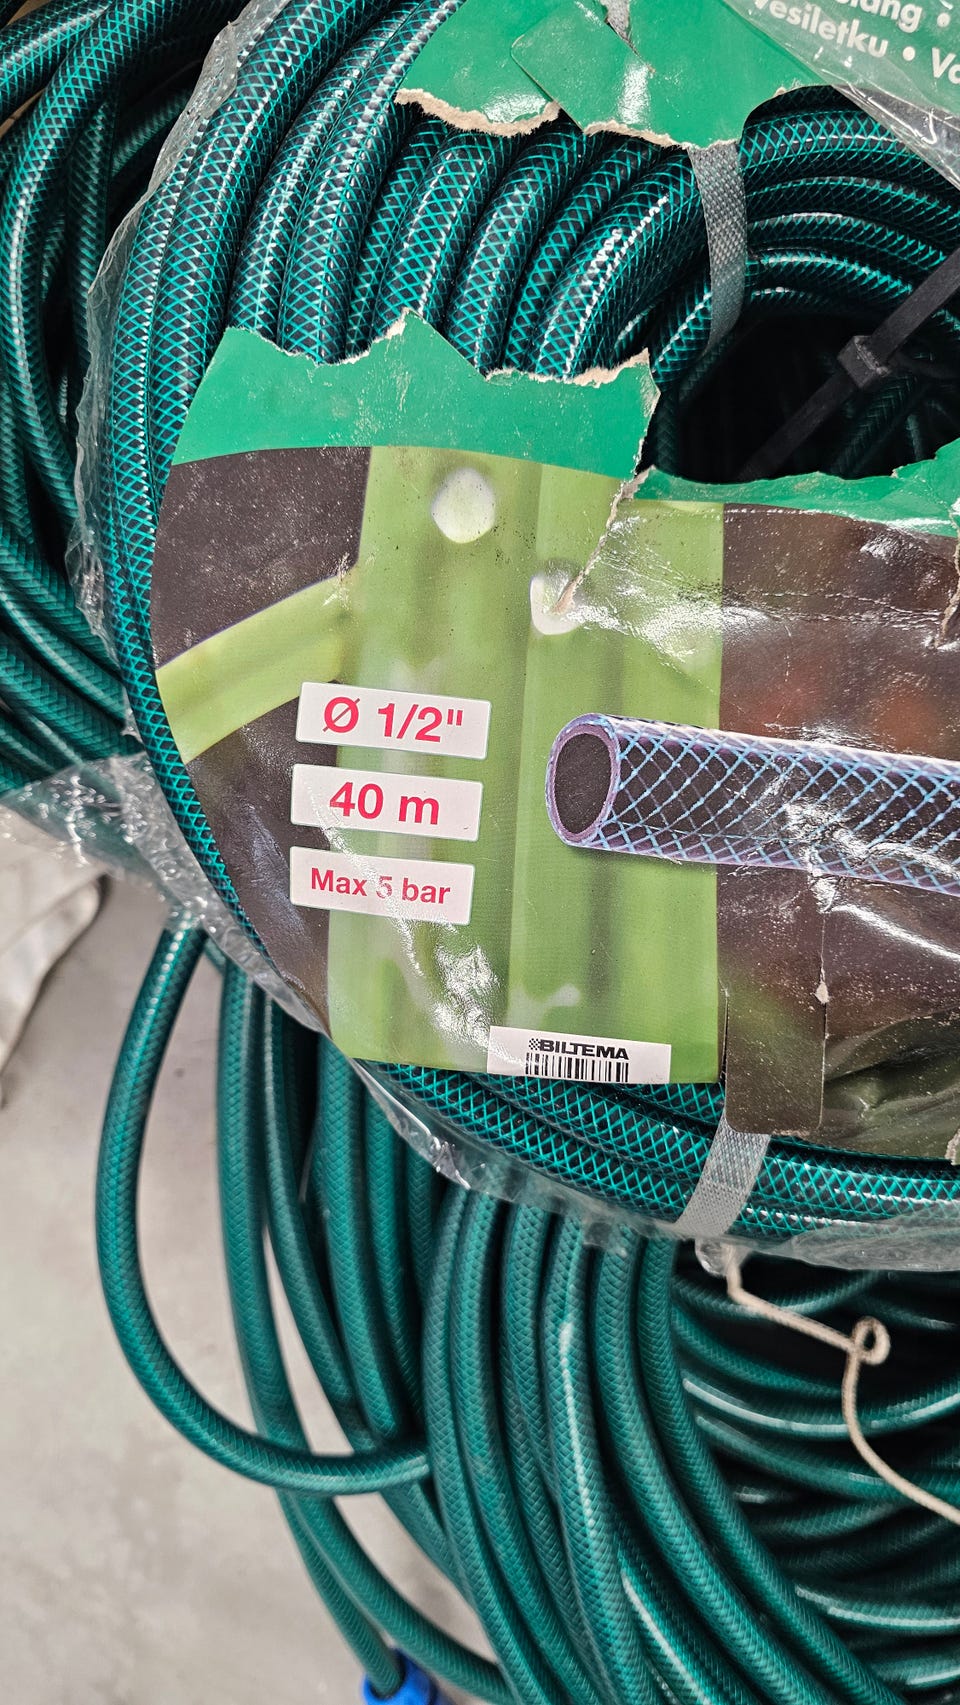 Vesiletku •
Ø 1/2"
40 m
Max 5 bar
BILTEMA